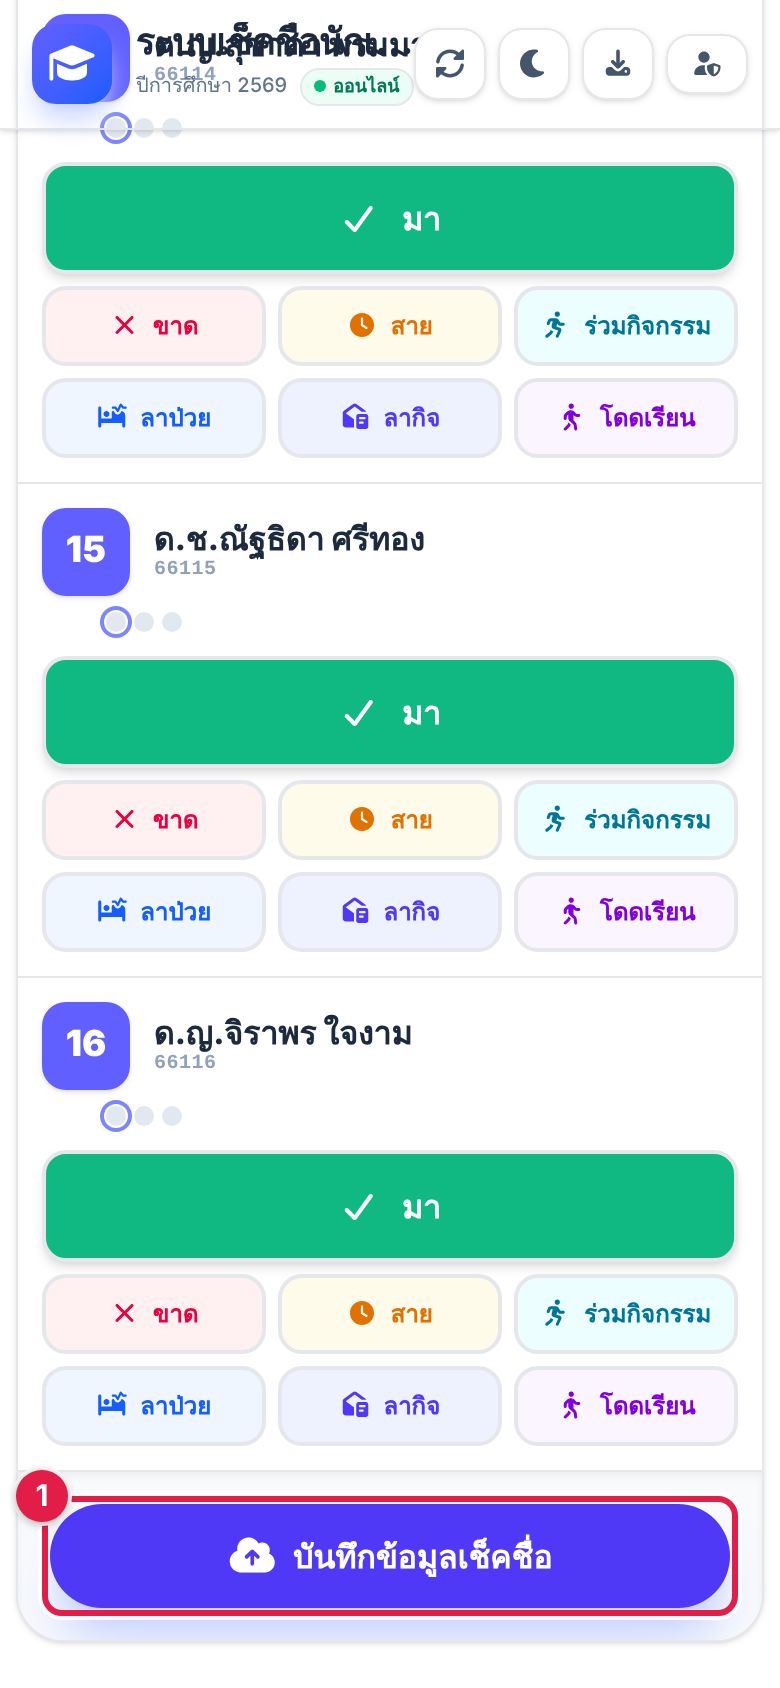 ปีการศึกษา 2569 ออนไลน์
66114
มา
ขาด สาย ร่วมกิจกรรม
ลาป่วย ลากิจ โดดเรียน
15 ด.ช.ณัฐธิดา ศรีทอง
66115
มา
ขาด สาย ร่วมกิจกรรม
ลาป่วย ลากิจ โดดเรียน
16 ด.ญ.จิราพร ใจงาม
66116
มา
ขาด สาย ร่วมกิจกรรม
ลาป่วย ลากิจ โดดเรียน
1
บันทึกข้อมูลเช็คชื่อ